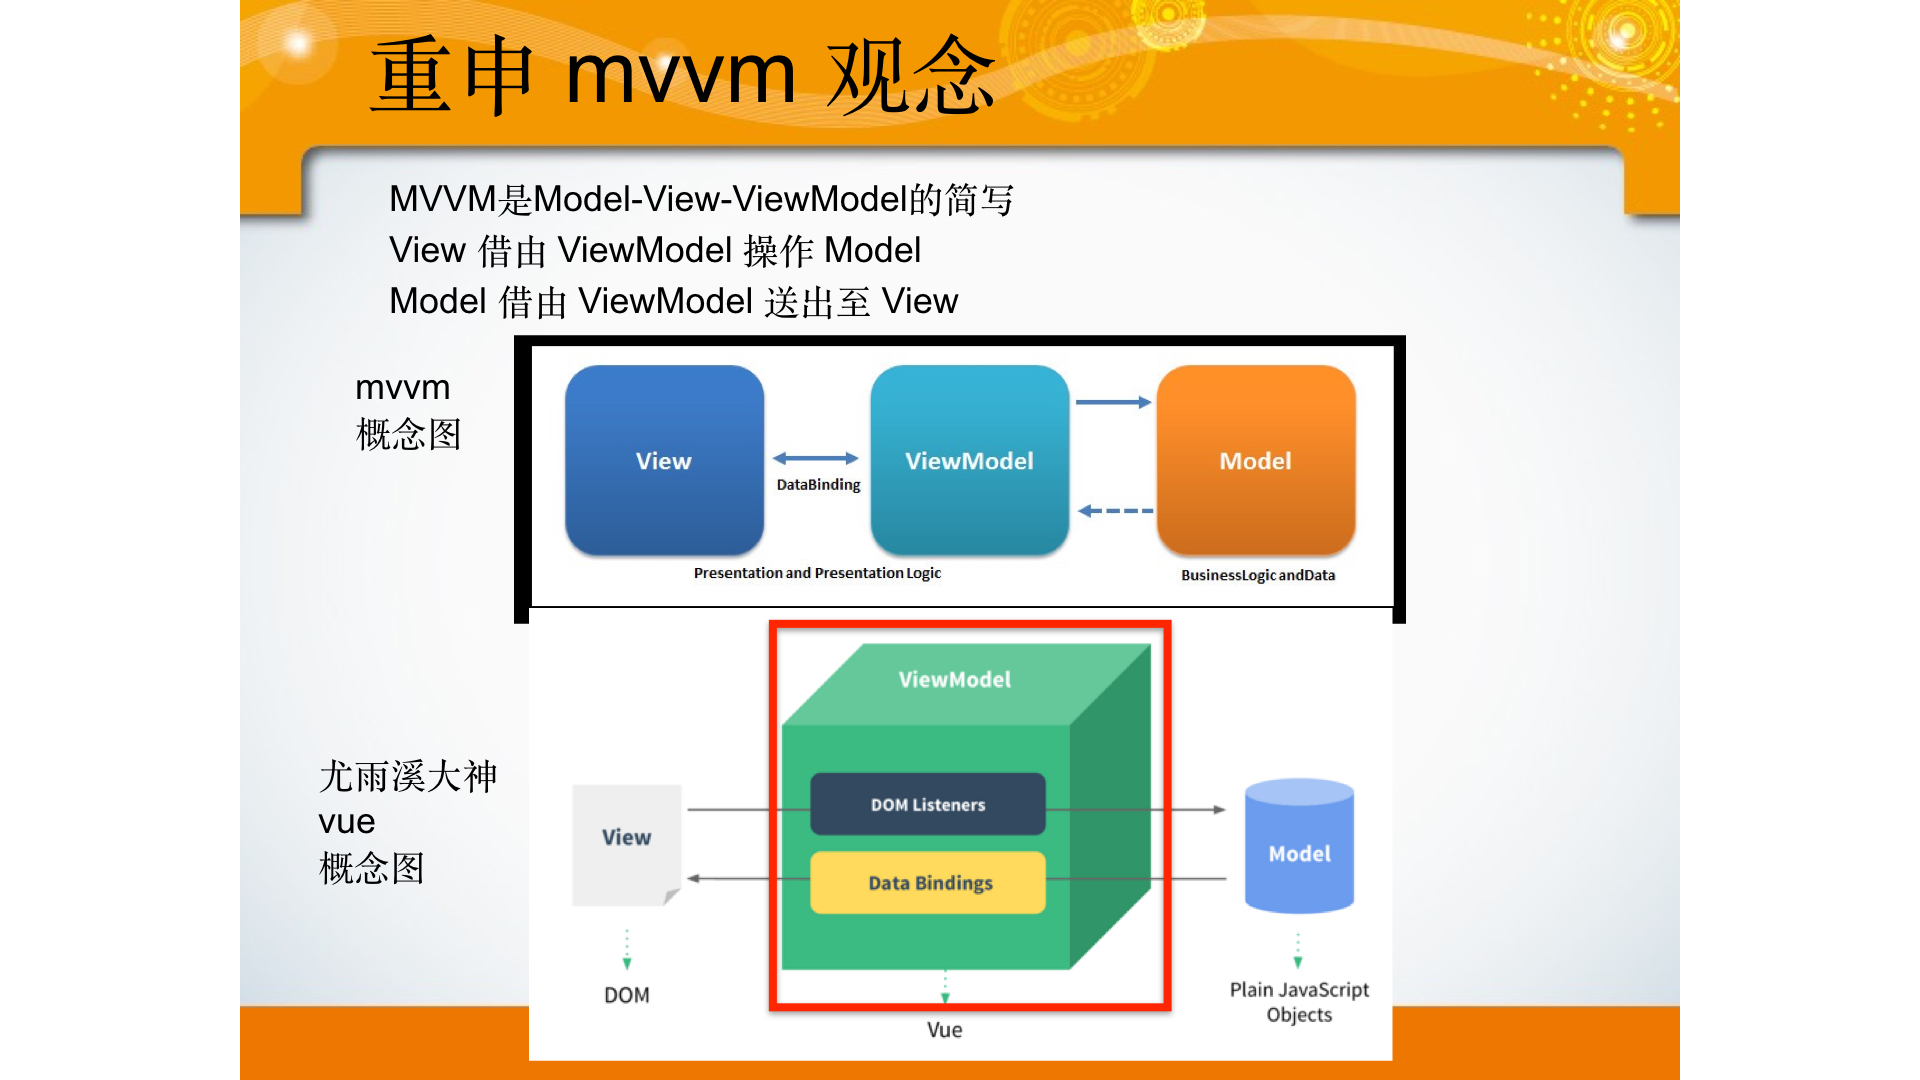 重申 mvvm 观念
MVVM是Model-View-ViewModel的简写
View 借由 ViewModel 操作 Model
Model 借由 ViewModel 送出至 View
mvvm
概念图
View
DataBinding
ViewModel
Model
Presentation and Presentation Logic
BusinessLogic andData
尤雨溪大神
vue
概念图
ViewModel
DOM Listeners
View
Data Bindings
Model
DOM
Vue
Plain JavaScript
Objects